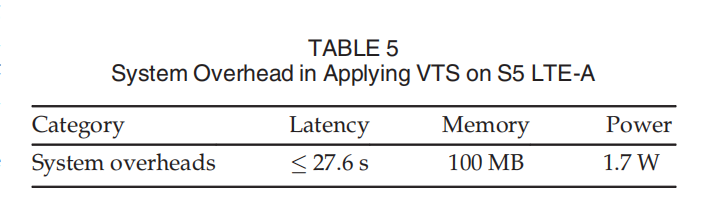 TABLE 5
System Overhead in Applying VTS on S5 LTE-A
Category Latency Memory Power
System overheads ≤ 27.6 s 100 MB 1.7 W